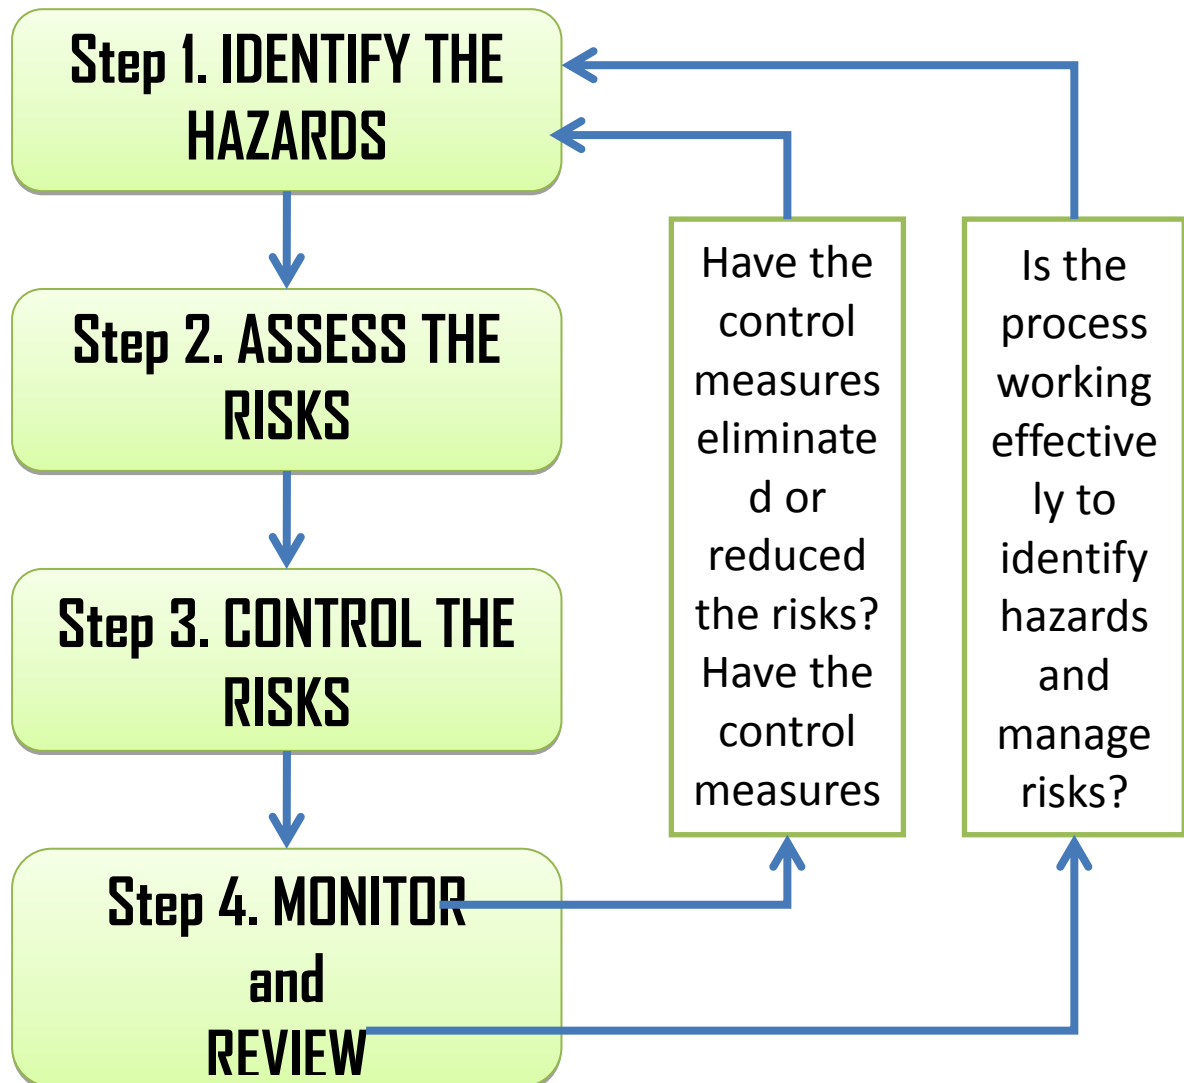 Step 1. IDENTIFY THE
HAZARDS
Step 2. ASSESS THE
RISKS
Step 3. CONTROL THE
RISKS
Step 4. MONITOR
and
REVIEW
Have the
control
measures
eliminate
d or
reduced
the risks?
Have the
control
measures
Is the
process
working
effective
ly to
identify
hazards
and
manage
risks?